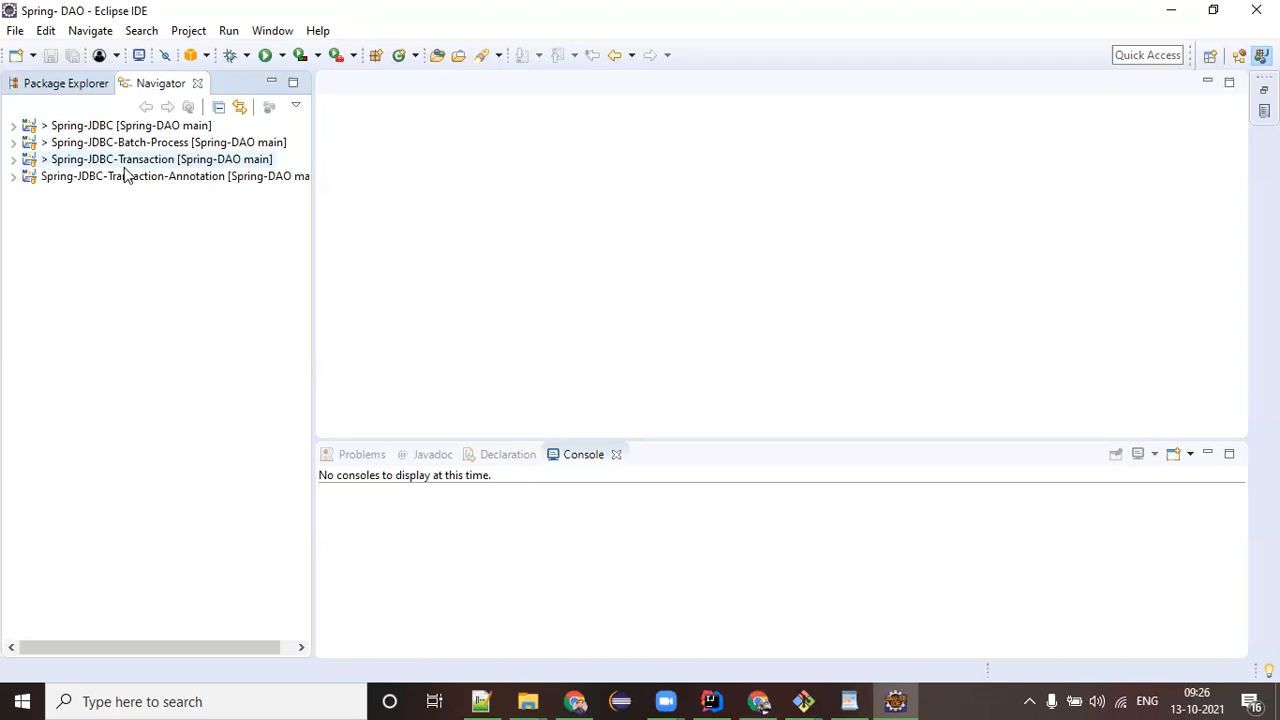 Spring- DAO - Eclipse IDE
File Edit Navigate Search Project Run Window Help
Quick Access
Package Explorer Navigator
> Spring-JDBC [Spring-DAO main]
> Spring-JDBC-Batch-Process [Spring-DAO main]
> Spring-JDBC-Transaction [Spring-DAO main]
Spring-JDBC-Transaction-Annotation [Spring-DAO ma
Problems @ Javadoc Declaration Console
No consoles to display at this time.
Type here to search
ENG
09:26
13-10-2021
16